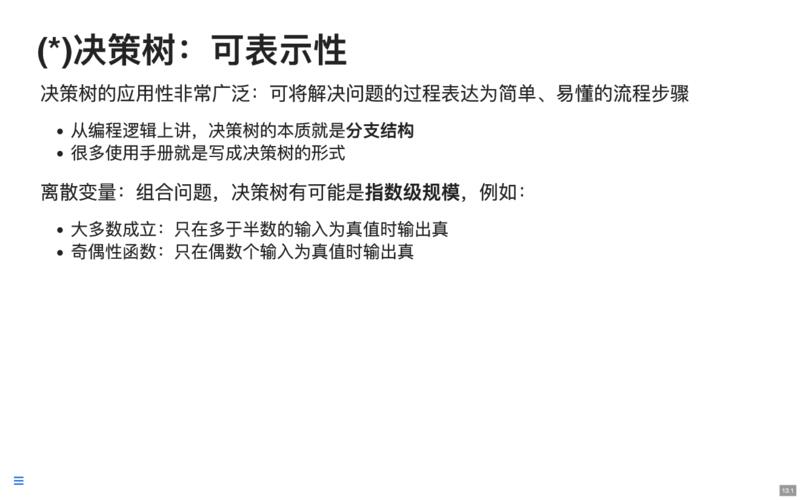 (*)决策树：可表示性
决策树的应用性非常广泛：可将解决问题的过程表达为简单、易懂的流程步骤
• 从编程逻辑上讲，决策树的本质就是分支结构
• 很多使用手册就是写成决策树的形式
离散变量：组合问题，决策树有可能是指数级规模，例如：
• 大多数成立：只在多于半数的输入为真值时输出真
• 奇偶性函数：只在偶数个输入为真值时输出真
13.1